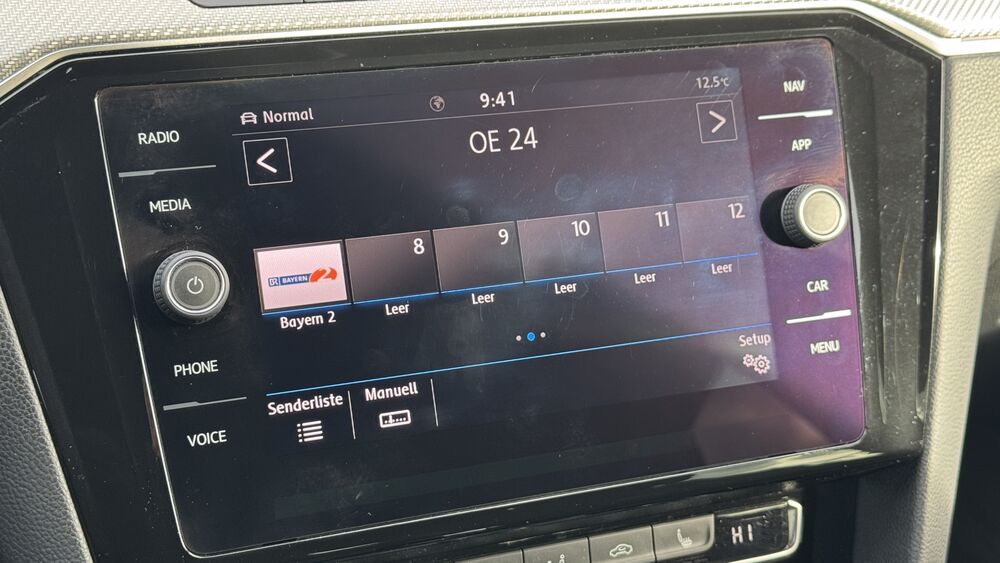 Normal
9:41
12.5°C
NAV
RADIO
<
OE 24
>
APP
MEDIA
BR BAYERN 2
8
9
10
11
12
Bayern 2
Leer
Leer
Leer
Leer
Leer
CAR
PHONE
Setup
MENU
Senderliste
Manuell
VOICE
HI